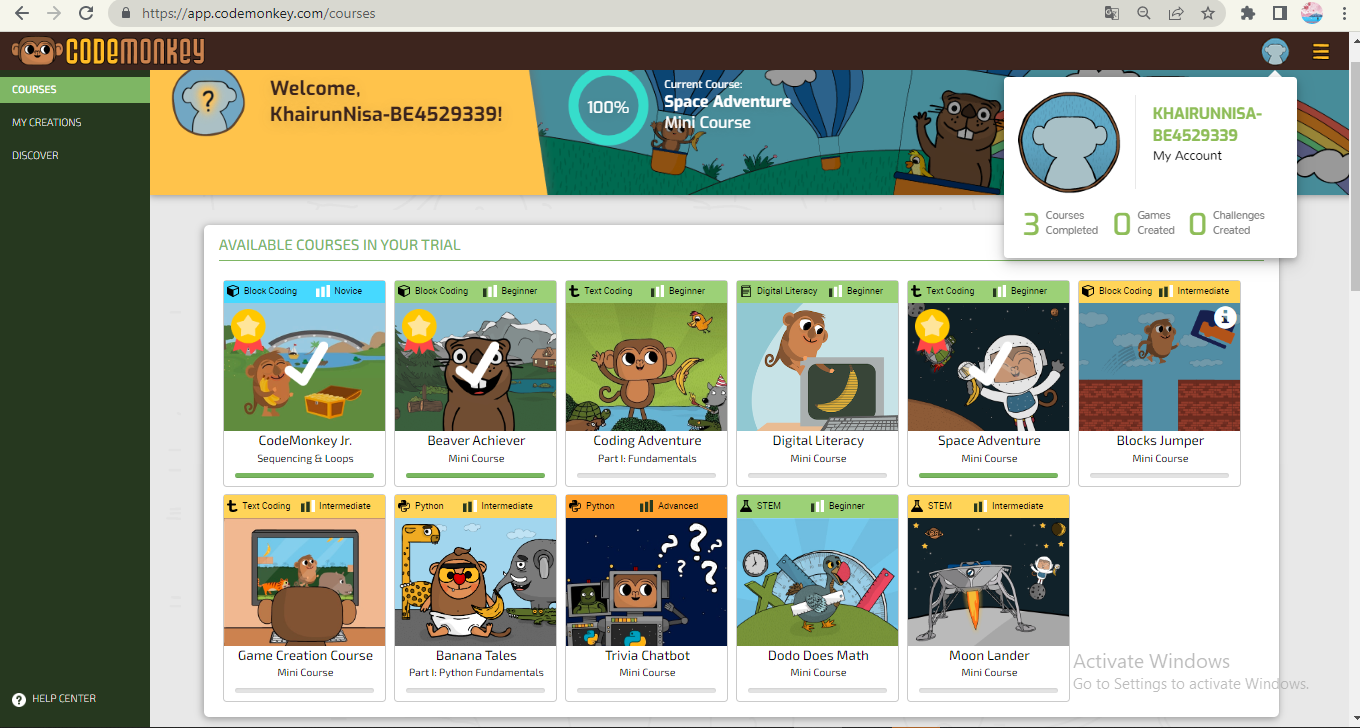 https://app.codemonkey.com/courses
CODEMONKEY
COURSES
MY CREATIONS
DISCOVER
HELP CENTER
?
Welcome,
KhairunNisa-BE4529339!
100%
Current Course:
Space Adventure
Mini Course
KHAIRUNNISA-
BE4529339
My Account
3 Courses Completed
0 Games Created
0 Challenges Created
AVAILABLE COURSES IN YOUR TRIAL
Block Coding Novice
CodeMonkey Jr.
Sequencing & Loops
Block Coding Beginner
Beaver Achiever
Mini Course
Text Coding Beginner
Coding Adventure
Part I: Fundamentals
Digital Literacy Beginner
Digital Literacy
Mini Course
Text Coding Beginner
Space Adventure
Mini Course
Block Coding Intermediate
Blocks Jumper
Mini Course
Text Coding Intermediate
Game Creation Course
Mini Course
Python Intermediate
Banana Tales
Part I: Python Fundamentals
Python Advanced
? ? ? ?
Trivia Chatbot
Mini Course
STEM Beginner
Dodo Does Math
Mini Course
STEM Intermediate
Moon Lander
Mini Course
Activate Windows
Go to Settings to activate Windows.